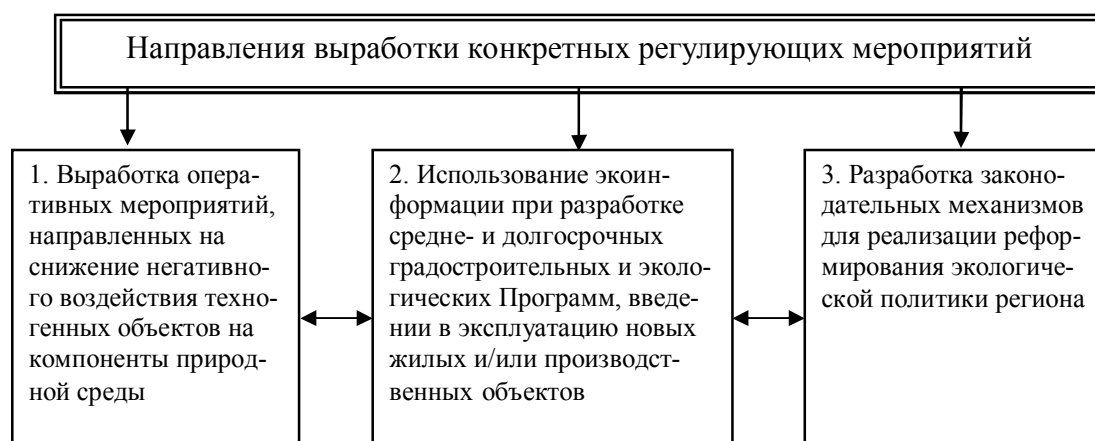 Направления выработки конкретных регулирующих мероприятий
1. Выработка опера-
тивных мероприятий,
направленных на
снижение негативно-
го воздействия техно-
генных объектов на
компоненты природ-
ной среды
2. Использование экоин-
формации при разработке
средне- и долгосрочных
градостроительных и эколо-
гических Программ, введе-
нии в эксплуатацию новых
жилых и/или производст-
венных объектов
3. Разработка законо-
дательных механизмов
для реализации рефор-
мирования экологиче-
ской политики региона